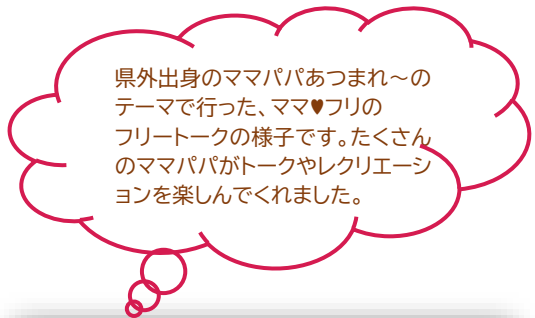 県外出身のママパパあつまれ～の
テーマで行った、ママ♥フリの
フリートークの様子です。たくさん
のママパパがトークやレクリエーシ
ョンを楽しんでくれました。